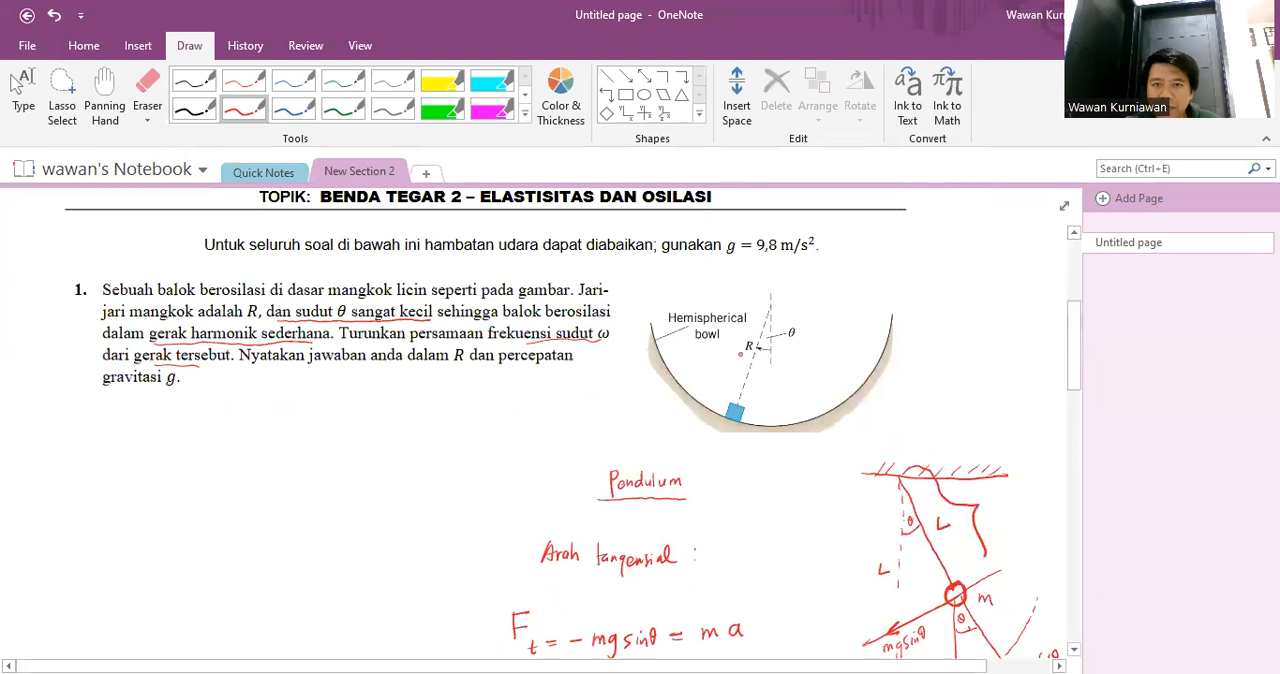 Untitled page - OneNote
Wawan Kurn
File Home Insert Draw History Review View
Type
Lasso Select
Panning Hand
Eraser
Color & Thickness
Insert Space
Delete
Arrange
Rotate
Ink to Text
Ink to Math
Tools
Shapes
Edit
Convert
Wawan Kurniawan
wawan's Notebook
Quick Notes
New Section 2
Search (Ctrl+E)
Add Page
Untitled page
TOPIK: BENDA TEGAR 2 – ELASTISITAS DAN OSILASI
Untuk seluruh soal di bawah ini hambatan udara dapat diabaikan; gunakan g = 9,8 m/s².
1. Sebuah balok berosilasi di dasar mangkok licin seperti pada gambar. Jari-
jari mangkok adalah R, dan sudut θ sangat kecil sehingga balok berosilasi
dalam gerak harmonik sederhana. Turunkan persamaan frekuensi sudut ω
dari gerak tersebut. Nyatakan jawaban anda dalam R dan percepatan
gravitasi g.
Hemispherical
bowl
R
θ
Pendulum
Arah tangensial :
F_t = - mg sinθ = m a
θ
L
L
m
θ
mg sinθ